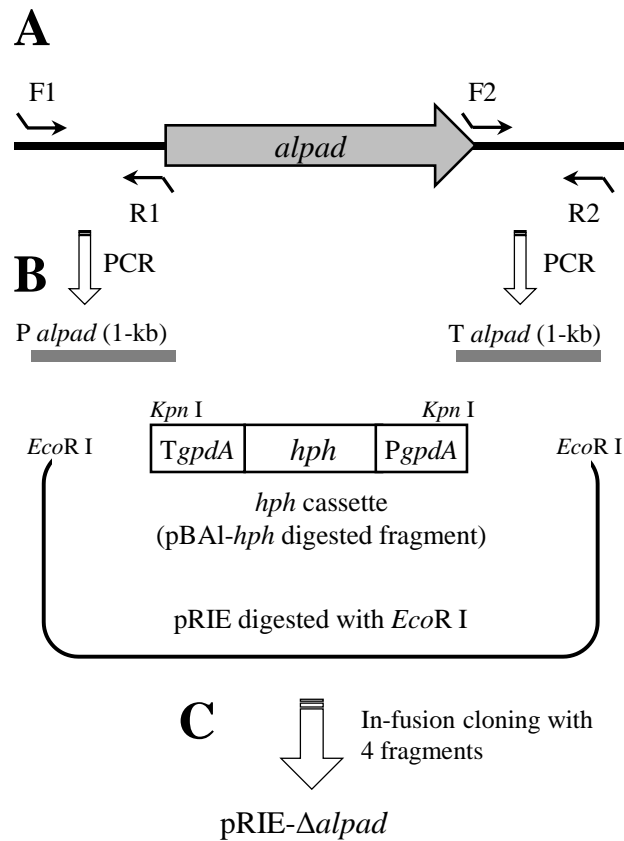 A
F1
F2
alpad
R1
R2
PCR
PCR
B
P alpad (1-kb)
T alpad (1-kb)
Kpn I
Kpn I
EcoR I
EcoR I
TgpdA
hph
PgpdA
hph cassette
(pBAl-hph digested fragment)
pRIE digested with EcoR I
C
In-fusion cloning with
4 fragments
pRIE-Δalpad